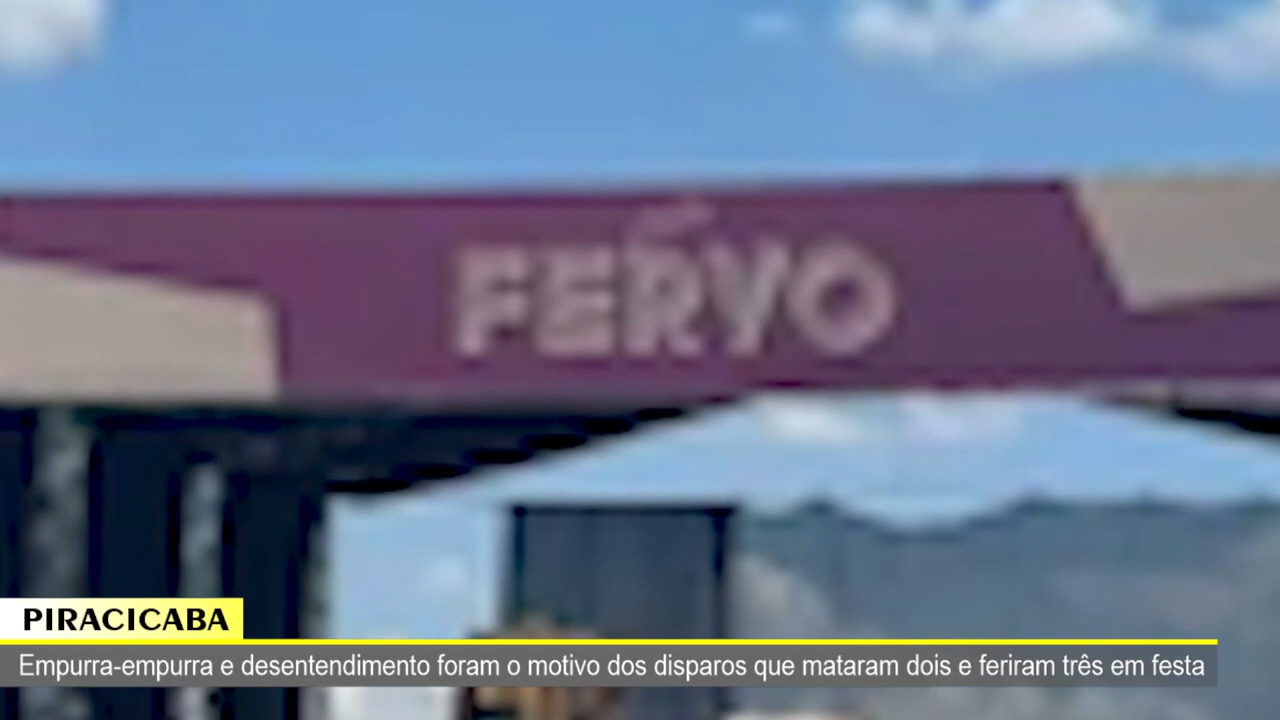 FERVO
PIRACICABA
Empurra-empurra e desentendimento foram o motivo dos disparos que mataram dois e feriram três em festa